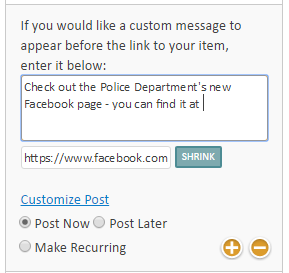 If you would like a custom message to
appear before the link to your item,
enter it below:
Check out the Police Department's new
Facebook page - you can find it at
https://www.facebook.com
SHRINK
Customize Post
Post Now Post Later
Make Recurring